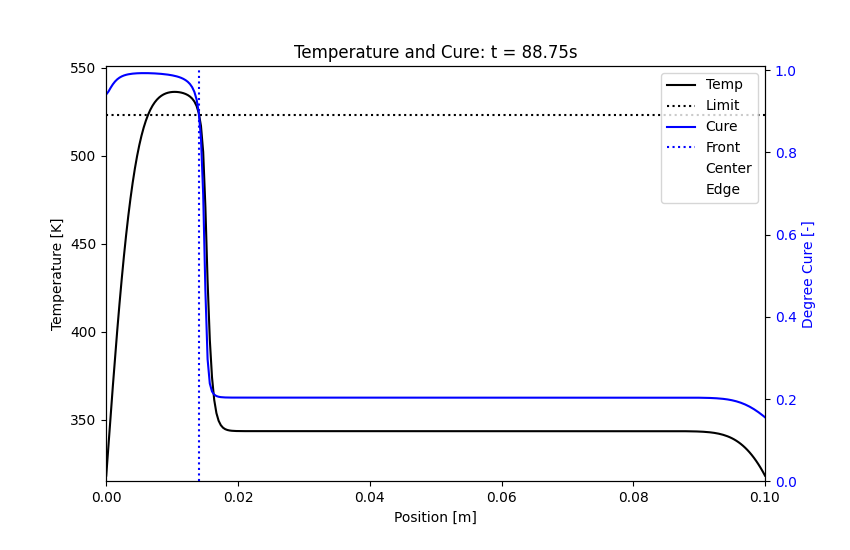 Temperature and Cure: t = 88.75s
550
500
450
400
350
Temperature [K]
1.0
0.8
0.6
0.4
0.2
0.0
Degree Cure [-]
Temp
Limit
Cure
Front
Center
Edge
0.00 0.02 0.04 0.06 0.08 0.10
Position [m]